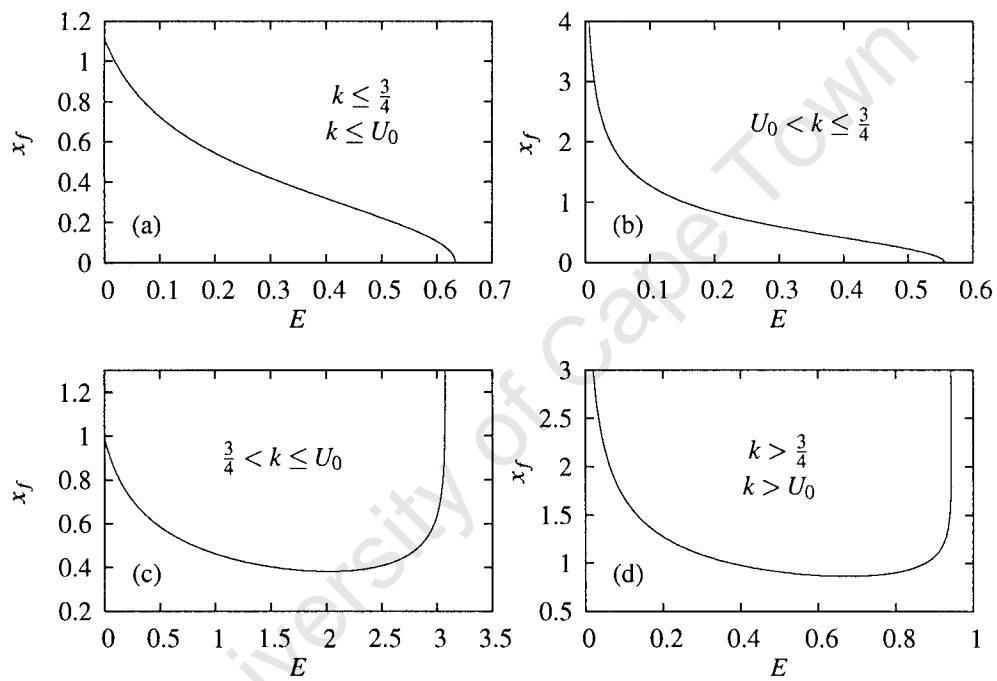 1.2
1
0.8
0.6
0.4
0.2
0
x_f
k ≤ 3/4
k ≤ U_0
(a)
0 0.1 0.2 0.3 0.4 0.5 0.6 0.7
E
4
3
2
1
0
x_f
U_0 < k ≤ 3/4
(b)
0 0.2 0.3 0.4 0.5 0.6
E
1.2
1
0.8
0.6
0.4
0.2
x_f
3/4 < k ≤ U_0
(c)
0 0.5 1 1.5 2 2.5 3 3.5
E
3
2.5
2
1.5
1
0.5
x_f
k > 3/4
k > U_0
(d)
0 0.2 0.4 0.6 0.8 1
E
iversity of Cape Town